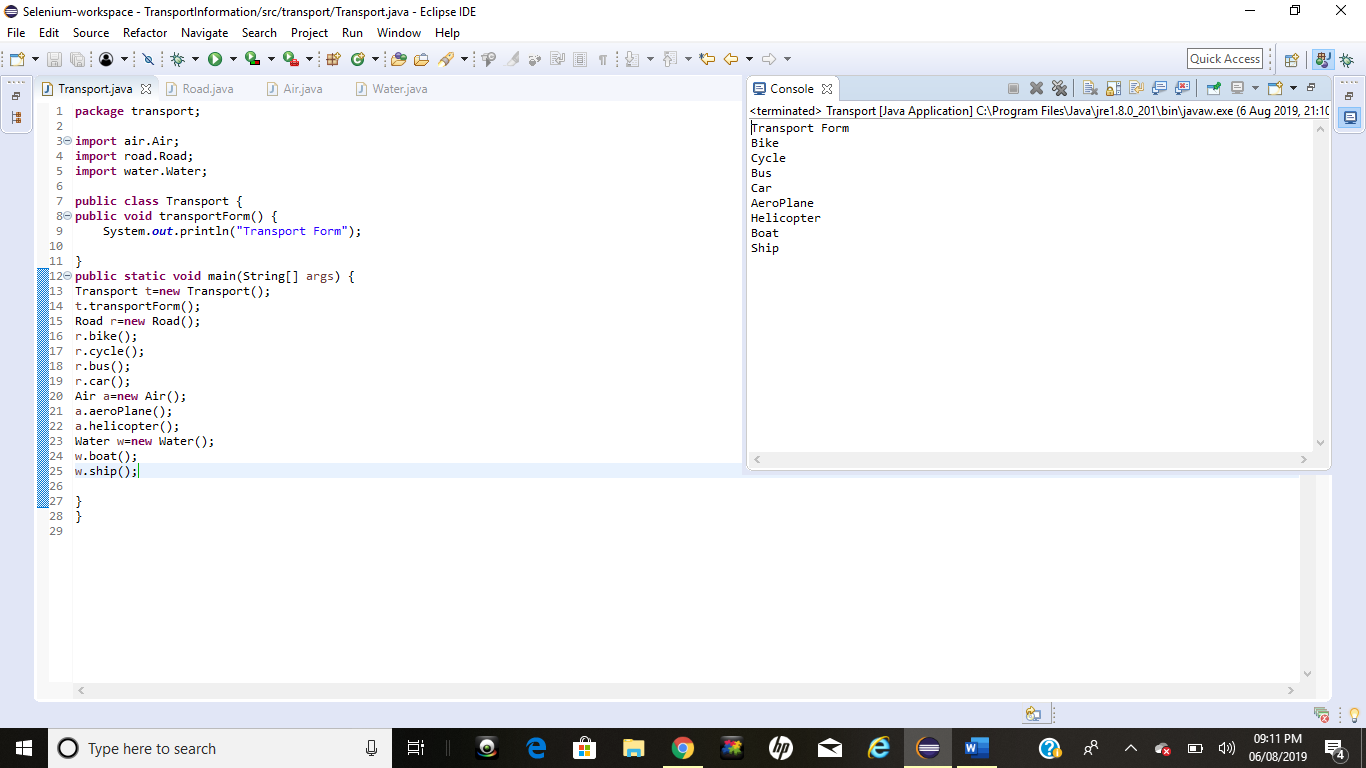 Selenium-workspace - TransportInformation/src/transport/Transport.java - Eclipse IDE
File Edit Source Refactor Navigate Search Project Run Window Help
Quick Access
Transport.java Road.java Air.java Water.java
1 package transport;
2
3 import air.Air;
4 import road.Road;
5 import water.Water;
6
7 public class Transport {
8 public void transportForm() {
9 System.out.println("Transport Form");
10
11 }
12 public static void main(String[] args) {
13 Transport t=new Transport();
14 t.transportForm();
15 Road r=new Road();
16 r.bike();
17 r.cycle();
18 r.bus();
19 r.car();
20 Air a=new Air();
21 a.aeroPlane();
22 a.helicopter();
23 Water w=new Water();
24 w.boat();
25 w.ship();
26
27 }
28 }
29
Console
<terminated> Transport [Java Application] C:\Program Files\Java\jre1.8.0_201\bin\javaw.exe (6 Aug 2019, 21:10
Transport Form
Bike
Cycle
Bus
Car
AeroPlane
Helicopter
Boat
Ship
Type here to search
09:11 PM
06/08/2019
4